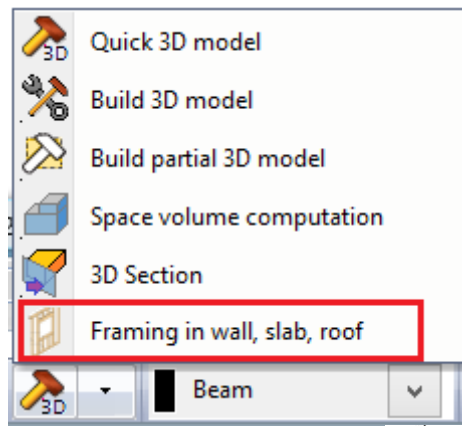 3D
Quick 3D model
Build 3D model
Build partial 3D model
Space volume computation
3D Section
Framing in wall, slab, roof
3D
Beam